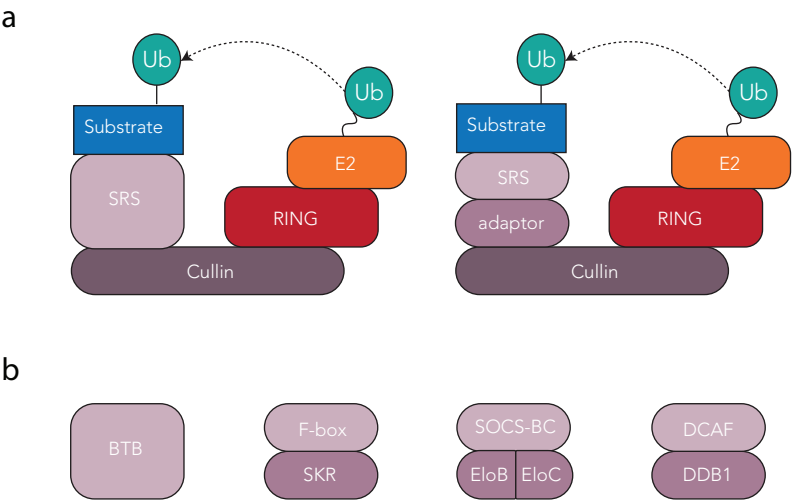 a
Ub
Ub
Substrate
E2
SRS
RING
Cullin
Ub
Ub
Substrate
E2
SRS
adaptor
RING
Cullin
b
BTB
F-box
SKR
SOCS-BC
EloB
EloC
DCAF
DDB1